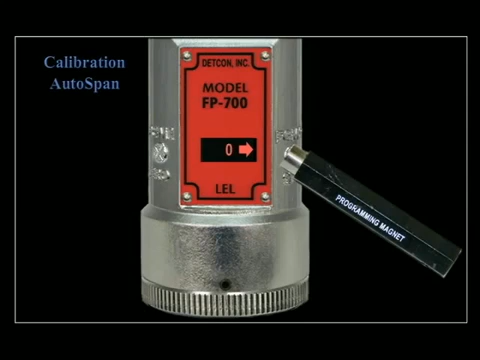 Calibration
AutoSpan
DETCON, INC.
MODEL
FP-700
0
LEL
PROGRAMMING MAGNET